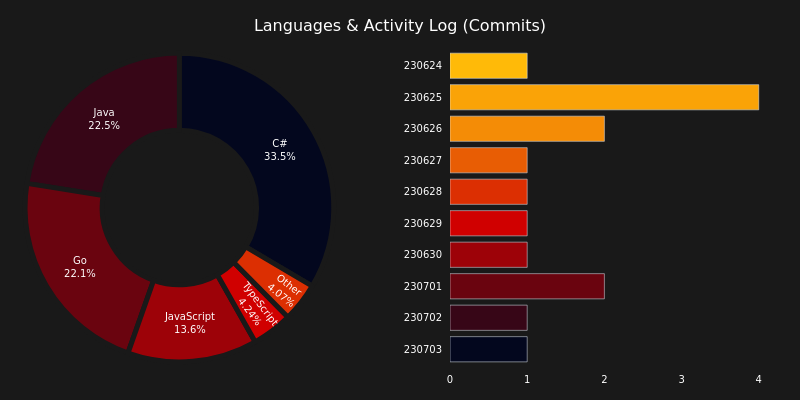 Languages & Activity Log (Commits)
C#
33.5%
Java
22.5%
Go
22.1%
JavaScript
13.6%
TypeScript
4.24%
Other
4.07%
230624
230625
230626
230627
230628
230629
230630
230701
230702
230703
0 1 2 3 4